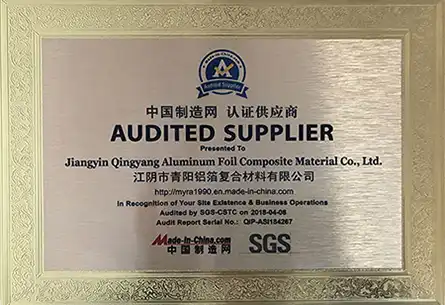 Audited Supplier
中国制造网 认证供应商
AUDITED SUPPLIER
Presented To
Jiangyin Qingyang Aluminum Foil Composite Material Co., Ltd.
江阴市青阳铝箔复合材料有限公司
http://myra1990.en.made-in-china.com
In Recognition of Your Site Existence & Business Operations
Audited by SGS-CSTC on 2018-04-08
Audit Report Serial No.: QIP-ASI184267
Made-in-China.com
中国制造网
SGS